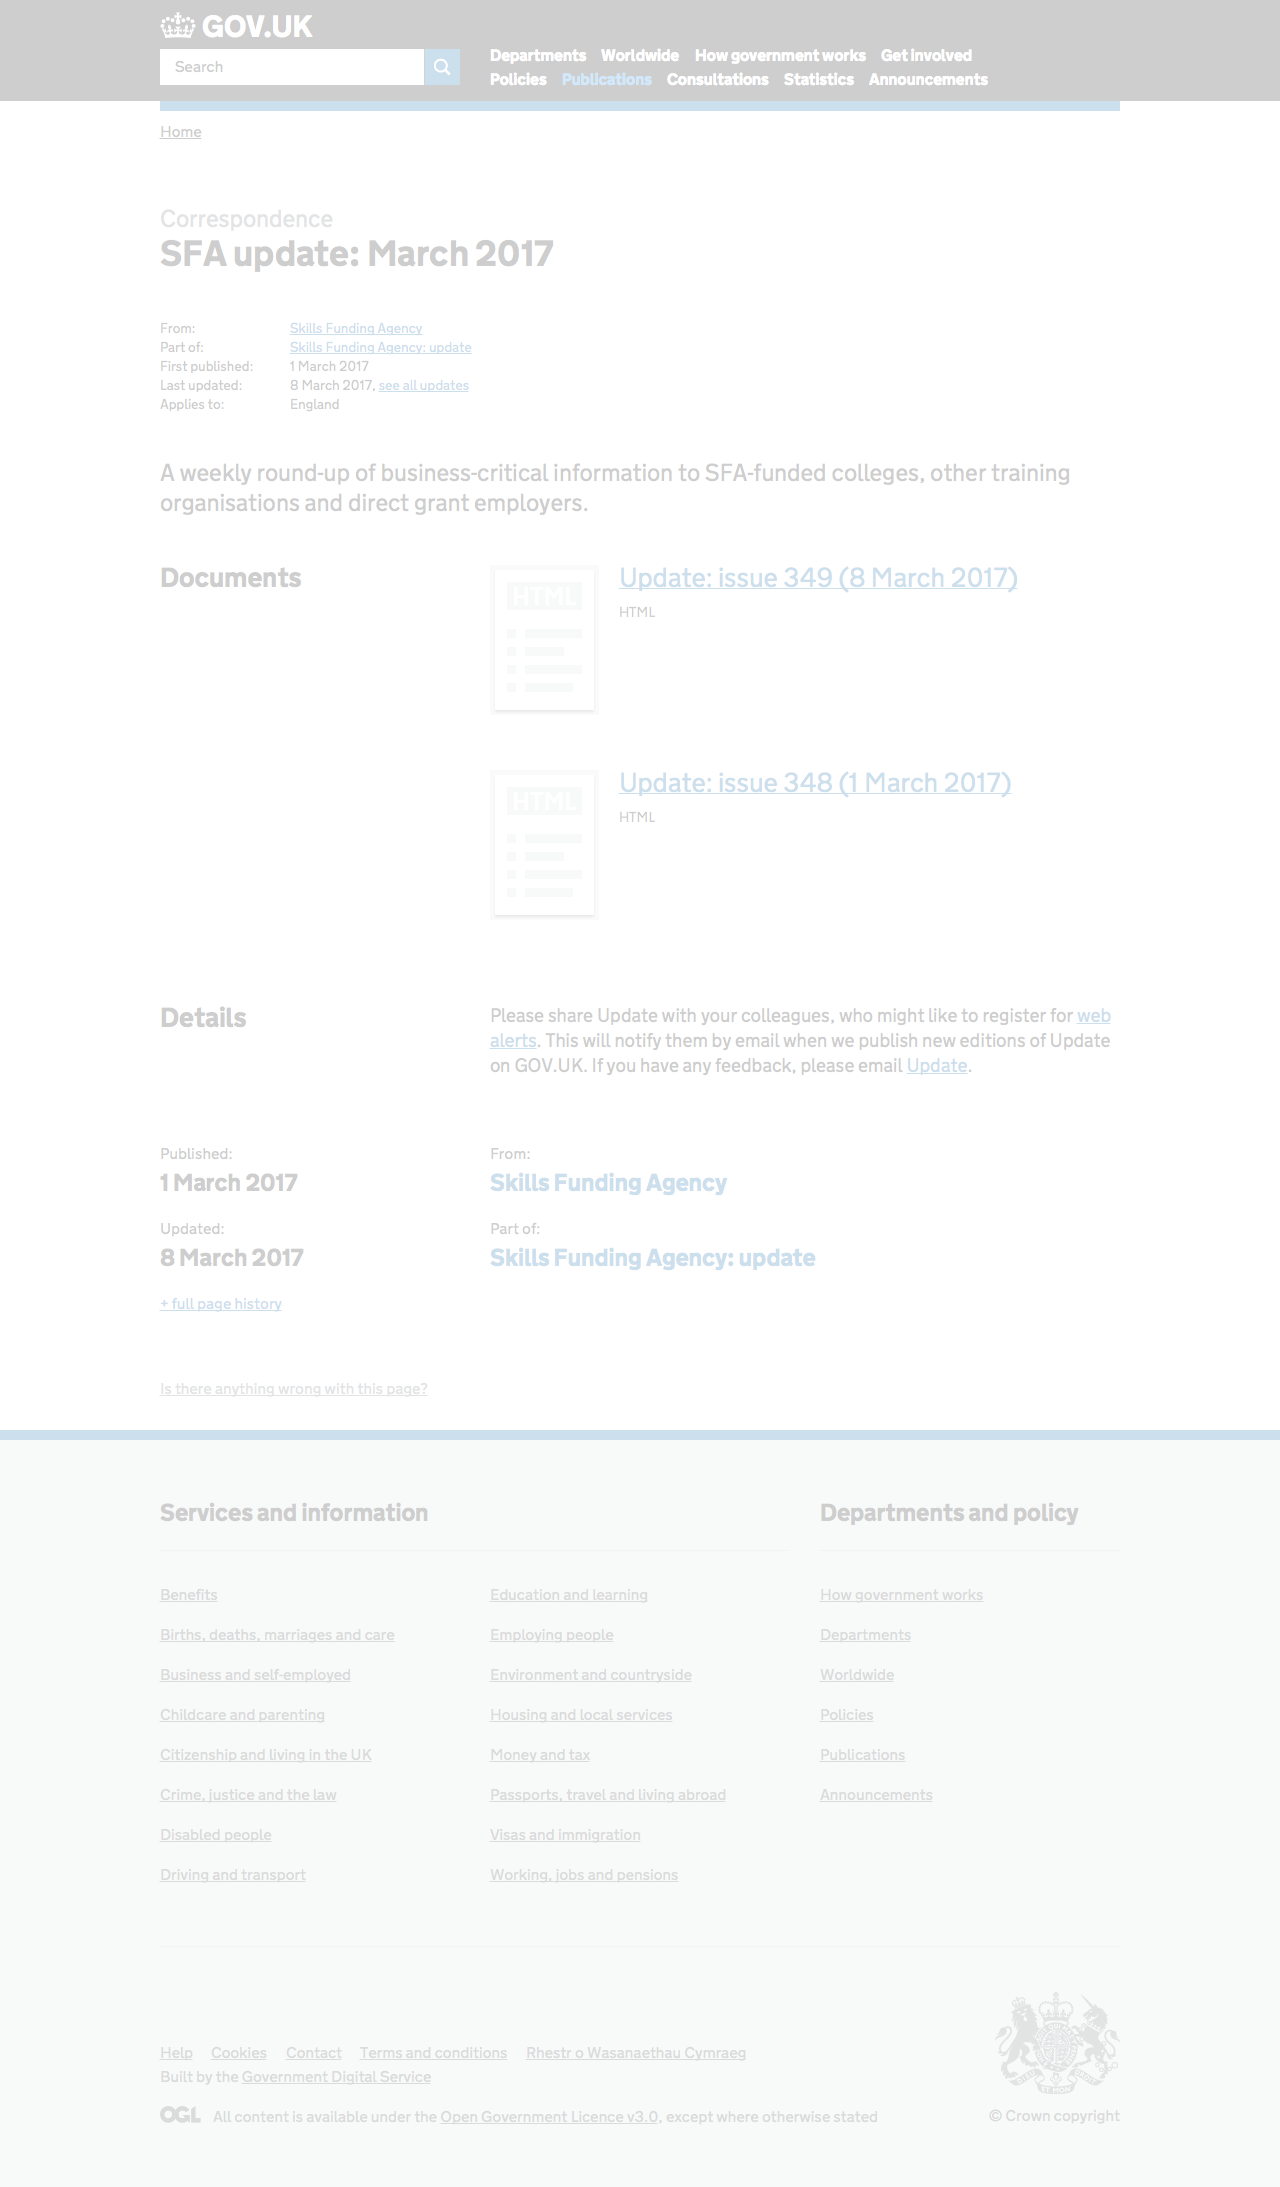 GOV.UK
Search
Departments Worldwide How government works Get involved
Policies Publications Consultations Statistics Announcements
Home
Correspondence
SFA update: March 2017
From: Skills Funding Agency
Part of: Skills Funding Agency: update
First published: 1 March 2017
Last updated: 8 March 2017, see all updates
Applies to: England
A weekly round-up of business-critical information to SFA-funded colleges, other training
organisations and direct grant employers.
Documents
HTML
Update: issue 349 (8 March 2017)
HTML
HTML
Update: issue 348 (1 March 2017)
HTML
Details
Please share Update with your colleagues, who might like to register for web
alerts. This will notify them by email when we publish new editions of Update
on GOV.UK. If you have any feedback, please email Update.
Published:
1 March 2017
From:
Skills Funding Agency
Updated:
8 March 2017
Part of:
Skills Funding Agency: update
+ full page history
Is there anything wrong with this page?
Services and information
Benefits
Births, deaths, marriages and care
Business and self-employed
Childcare and parenting
Citizenship and living in the UK
Crime, justice and the law
Disabled people
Driving and transport
Education and learning
Employing people
Environment and countryside
Housing and local services
Money and tax
Passports, travel and living abroad
Visas and immigration
Working, jobs and pensions
Departments and policy
How government works
Departments
Worldwide
Policies
Publications
Announcements
Help Cookies Contact Terms and conditions Rhestr o Wasanaethau Cymraeg
Built by the Government Digital Service
OGL All content is available under the Open Government Licence v3.0, except where otherwise stated
© Crown copyright